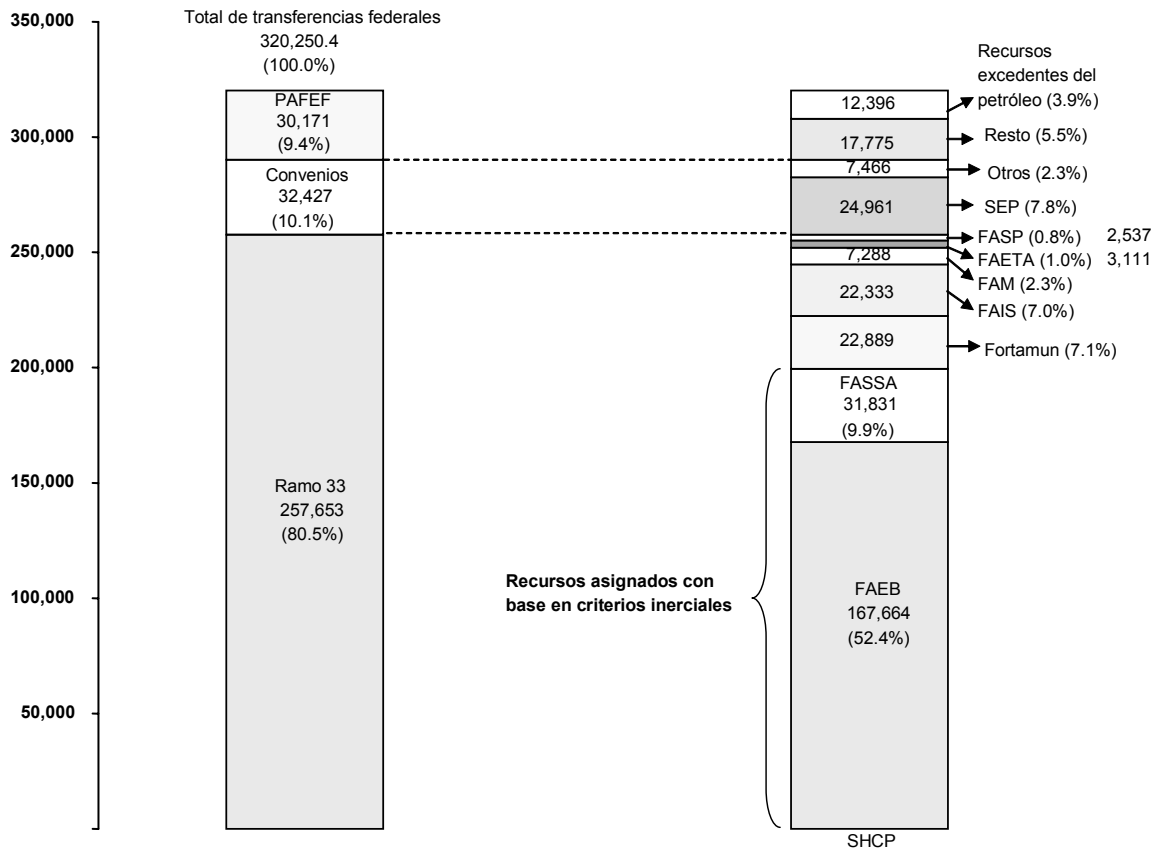 350,000
300,000
250,000
200,000
150,000
100,000
50,000
Total de transferencias federales
320,250.4
(100.0%)
PAFEF
30,171
(9.4%)
Convenios
32,427
(10.1%)
Ramo 33
257,653
(80.5%)
Recursos asignados con
base en criterios inerciales
12,396
17,775
7,466
24,961
7,288
22,333
22,889
FASSA
31,831
(9.9%)
FAEB
167,664
(52.4%)
SHCP
Recursos
excedentes del
petróleo (3.9%)
Resto (5.5%)
Otros (2.3%)
SEP (7.8%)
FASP (0.8%) 2,537
FAETA (1.0%) 3,111
FAM (2.3%)
FAIS (7.0%)
Fortamun (7.1%)